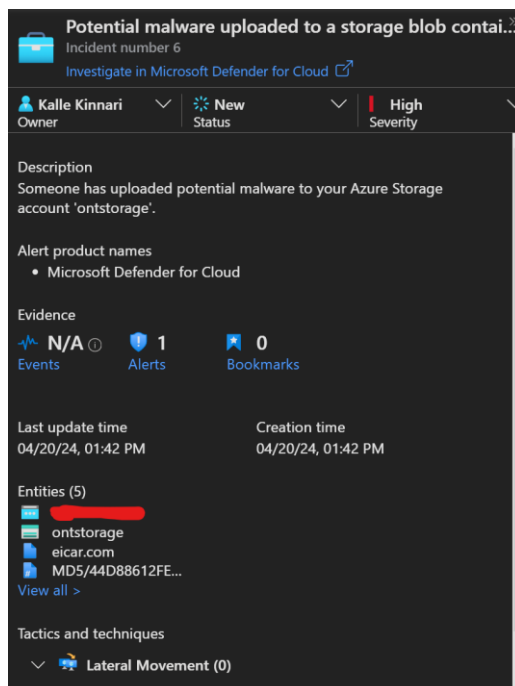 Potential malware uploaded to a storage blob contai...
Incident number 6
Investigate in Microsoft Defender for Cloud
Kalle Kinnari New High
Owner Status Severity
Description
Someone has uploaded potential malware to your Azure Storage
account 'ontstorage'.
Alert product names
• Microsoft Defender for Cloud
Evidence
N/A 1 0
Events Alerts Bookmarks
Last update time Creation time
04/20/24, 01:42 PM 04/20/24, 01:42 PM
Entities (5)
ontstorage
eicar.com
MD5/44D88612FE...
View all >
Tactics and techniques
Lateral Movement (0)